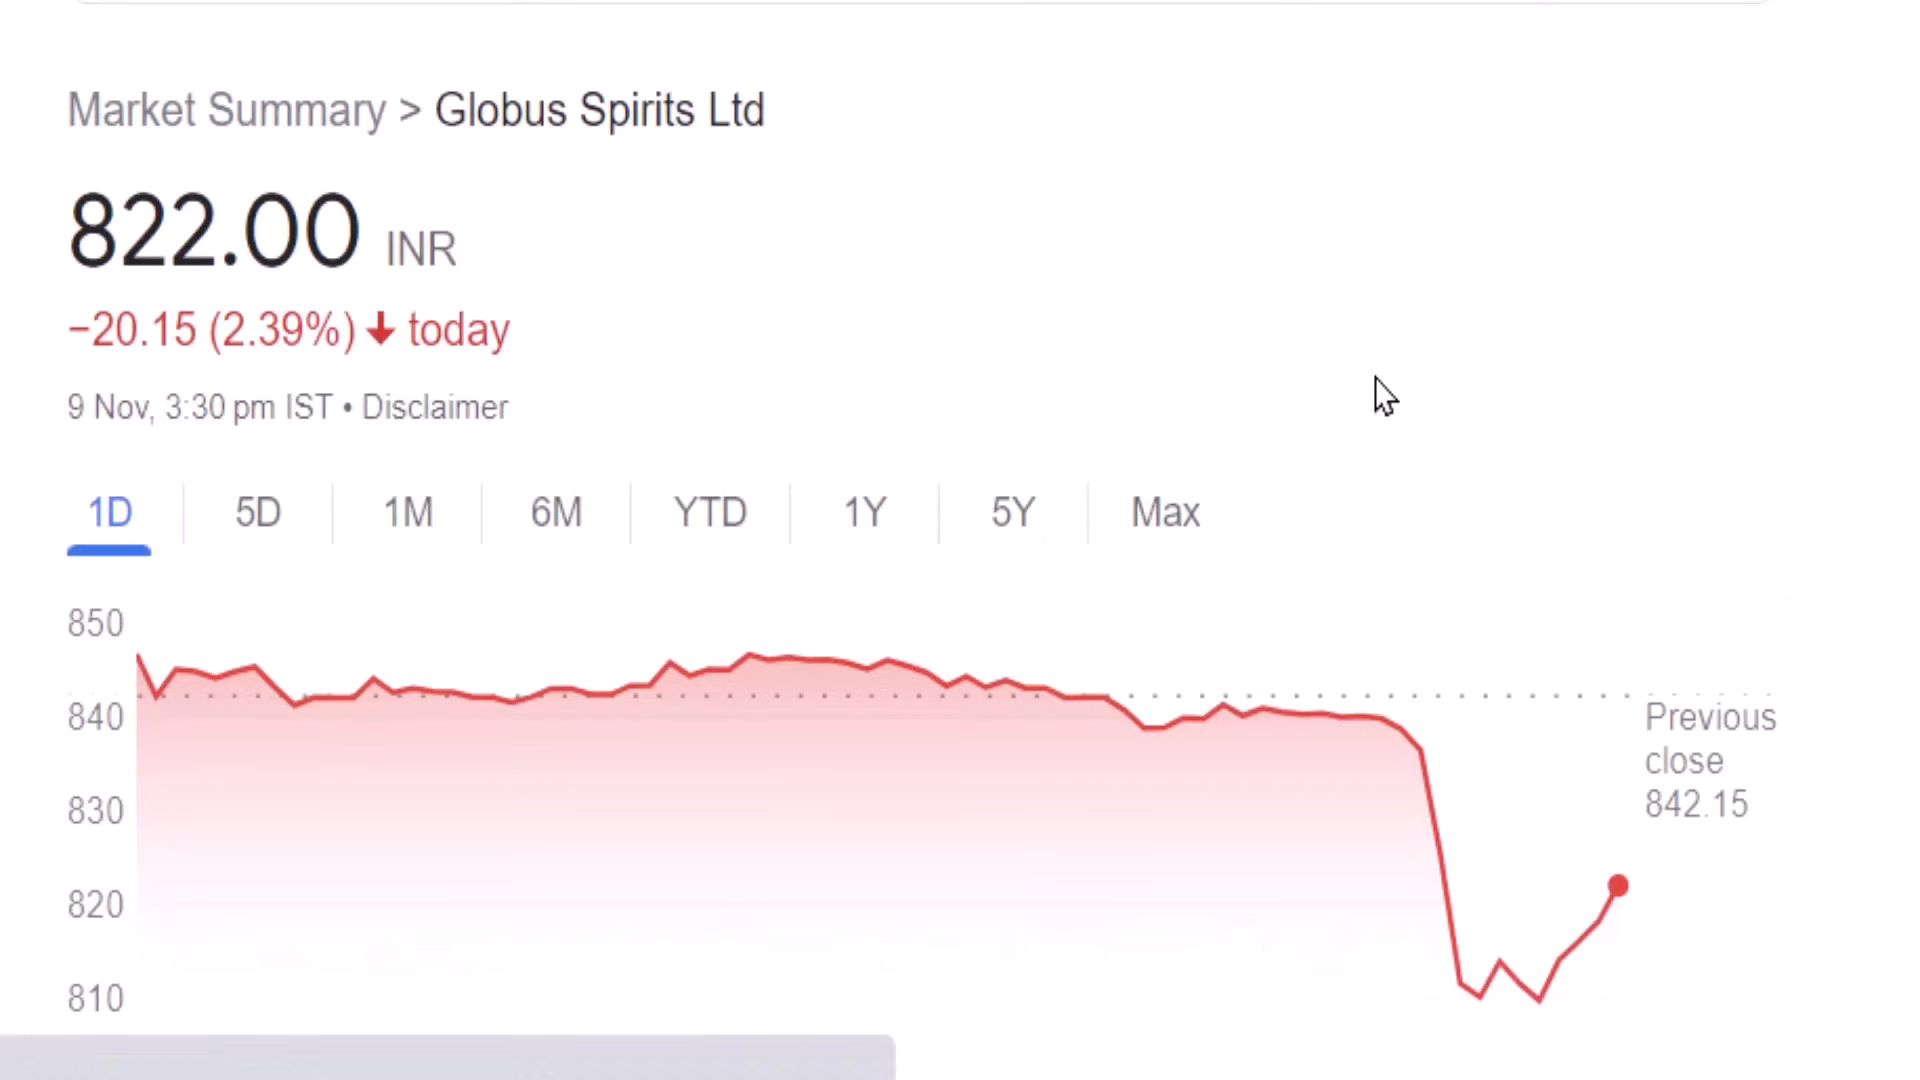 Market Summary > Globus Spirits Ltd
822.00 INR
−20.15 (2.39%) ↓ today
9 Nov, 3:30 pm IST • Disclaimer
1D 5D 1M 6M YTD 1Y 5Y Max
850
840
830
820
810
Previous
close
842.15